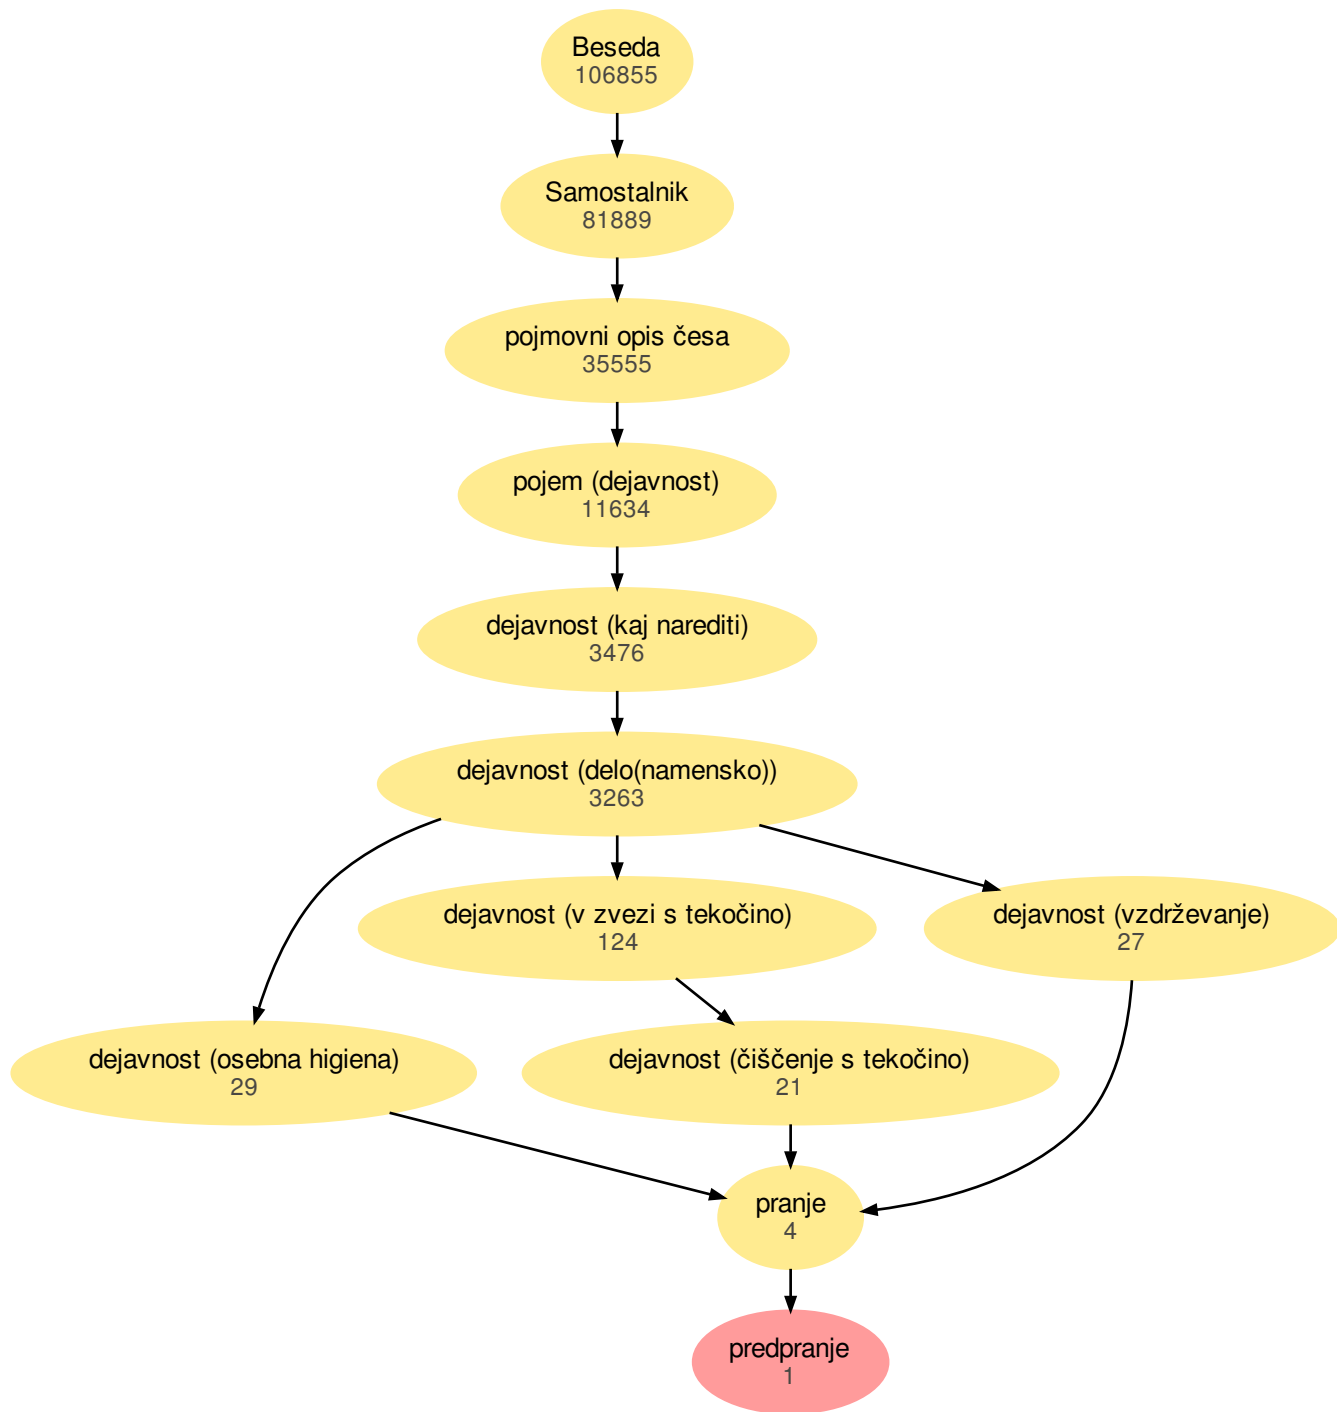 Beseda
106855
Samostalnik
81889
pojmovni opis česa
35555
pojem (dejavnost)
11634
dejavnost (kaj narediti)
3476
dejavnost (delo(namensko))
3263
dejavnost (v zvezi s tekočino)
124
dejavnost (vzdrževanje)
27
dejavnost (osebna higiena)
29
dejavnost (čiščenje s tekočino)
21
pranje
4
predpranje
1